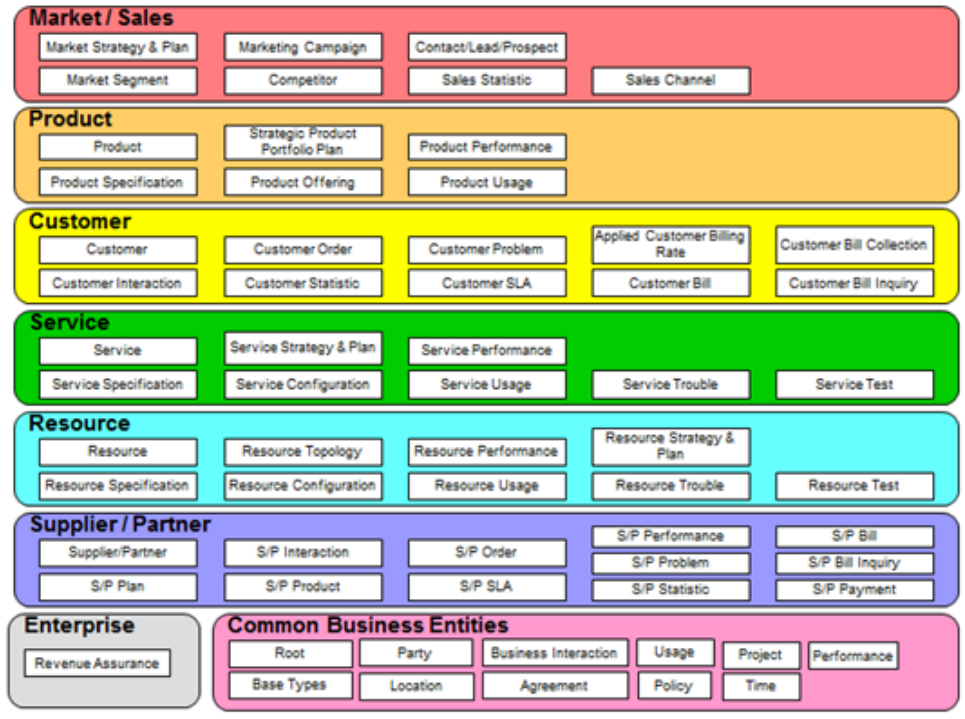 Market / Sales
Market Strategy & Plan
Marketing Campaign
Contact/Lead/Prospect
Market Segment
Competitor
Sales Statistic
Sales Channel
Product
Product
Strategic Product
Portfolio Plan
Product Performance
Product Specification
Product Offering
Product Usage
Customer
Customer
Customer Order
Customer Problem
Applied Customer Billing
Rate
Customer Bill Collection
Customer Interaction
Customer Statistic
Customer SLA
Customer Bill
Customer Bill Inquiry
Service
Service
Service Strategy & Plan
Service Performance
Service Specification
Service Configuration
Service Usage
Service Trouble
Service Test
Resource
Resource
Resource Topology
Resource Performance
Resource Strategy &
Plan
Resource Specification
Resource Configuration
Resource Usage
Resource Trouble
Resource Test
Supplier / Partner
Supplier/Partner
S/P Interaction
S/P Order
S/P Performance
S/P Bill
S/P Problem
S/P Bill Inquiry
S/P Plan
S/P Product
S/P SLA
S/P Statistic
S/P Payment
Enterprise
Revenue Assurance
Common Business Entities
Root
Party
Business Interaction
Usage
Project
Performance
Base Types
Location
Agreement
Policy
Time